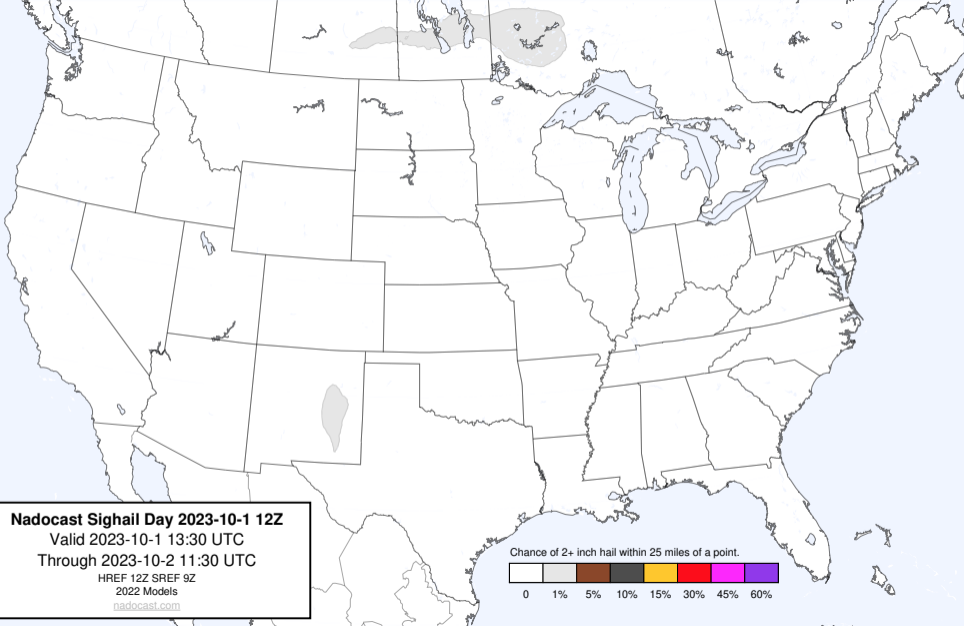 Nadocast Sighail Day 2023-10-1 12Z
Valid 2023-10-1 13:30 UTC
Through 2023-10-2 11:30 UTC
HREF 12Z SREF 9Z
2022 Models
nadocast.com
Chance of 2+ inch hail within 25 miles of a point.
0 1% 5% 10% 15% 30% 45% 60%